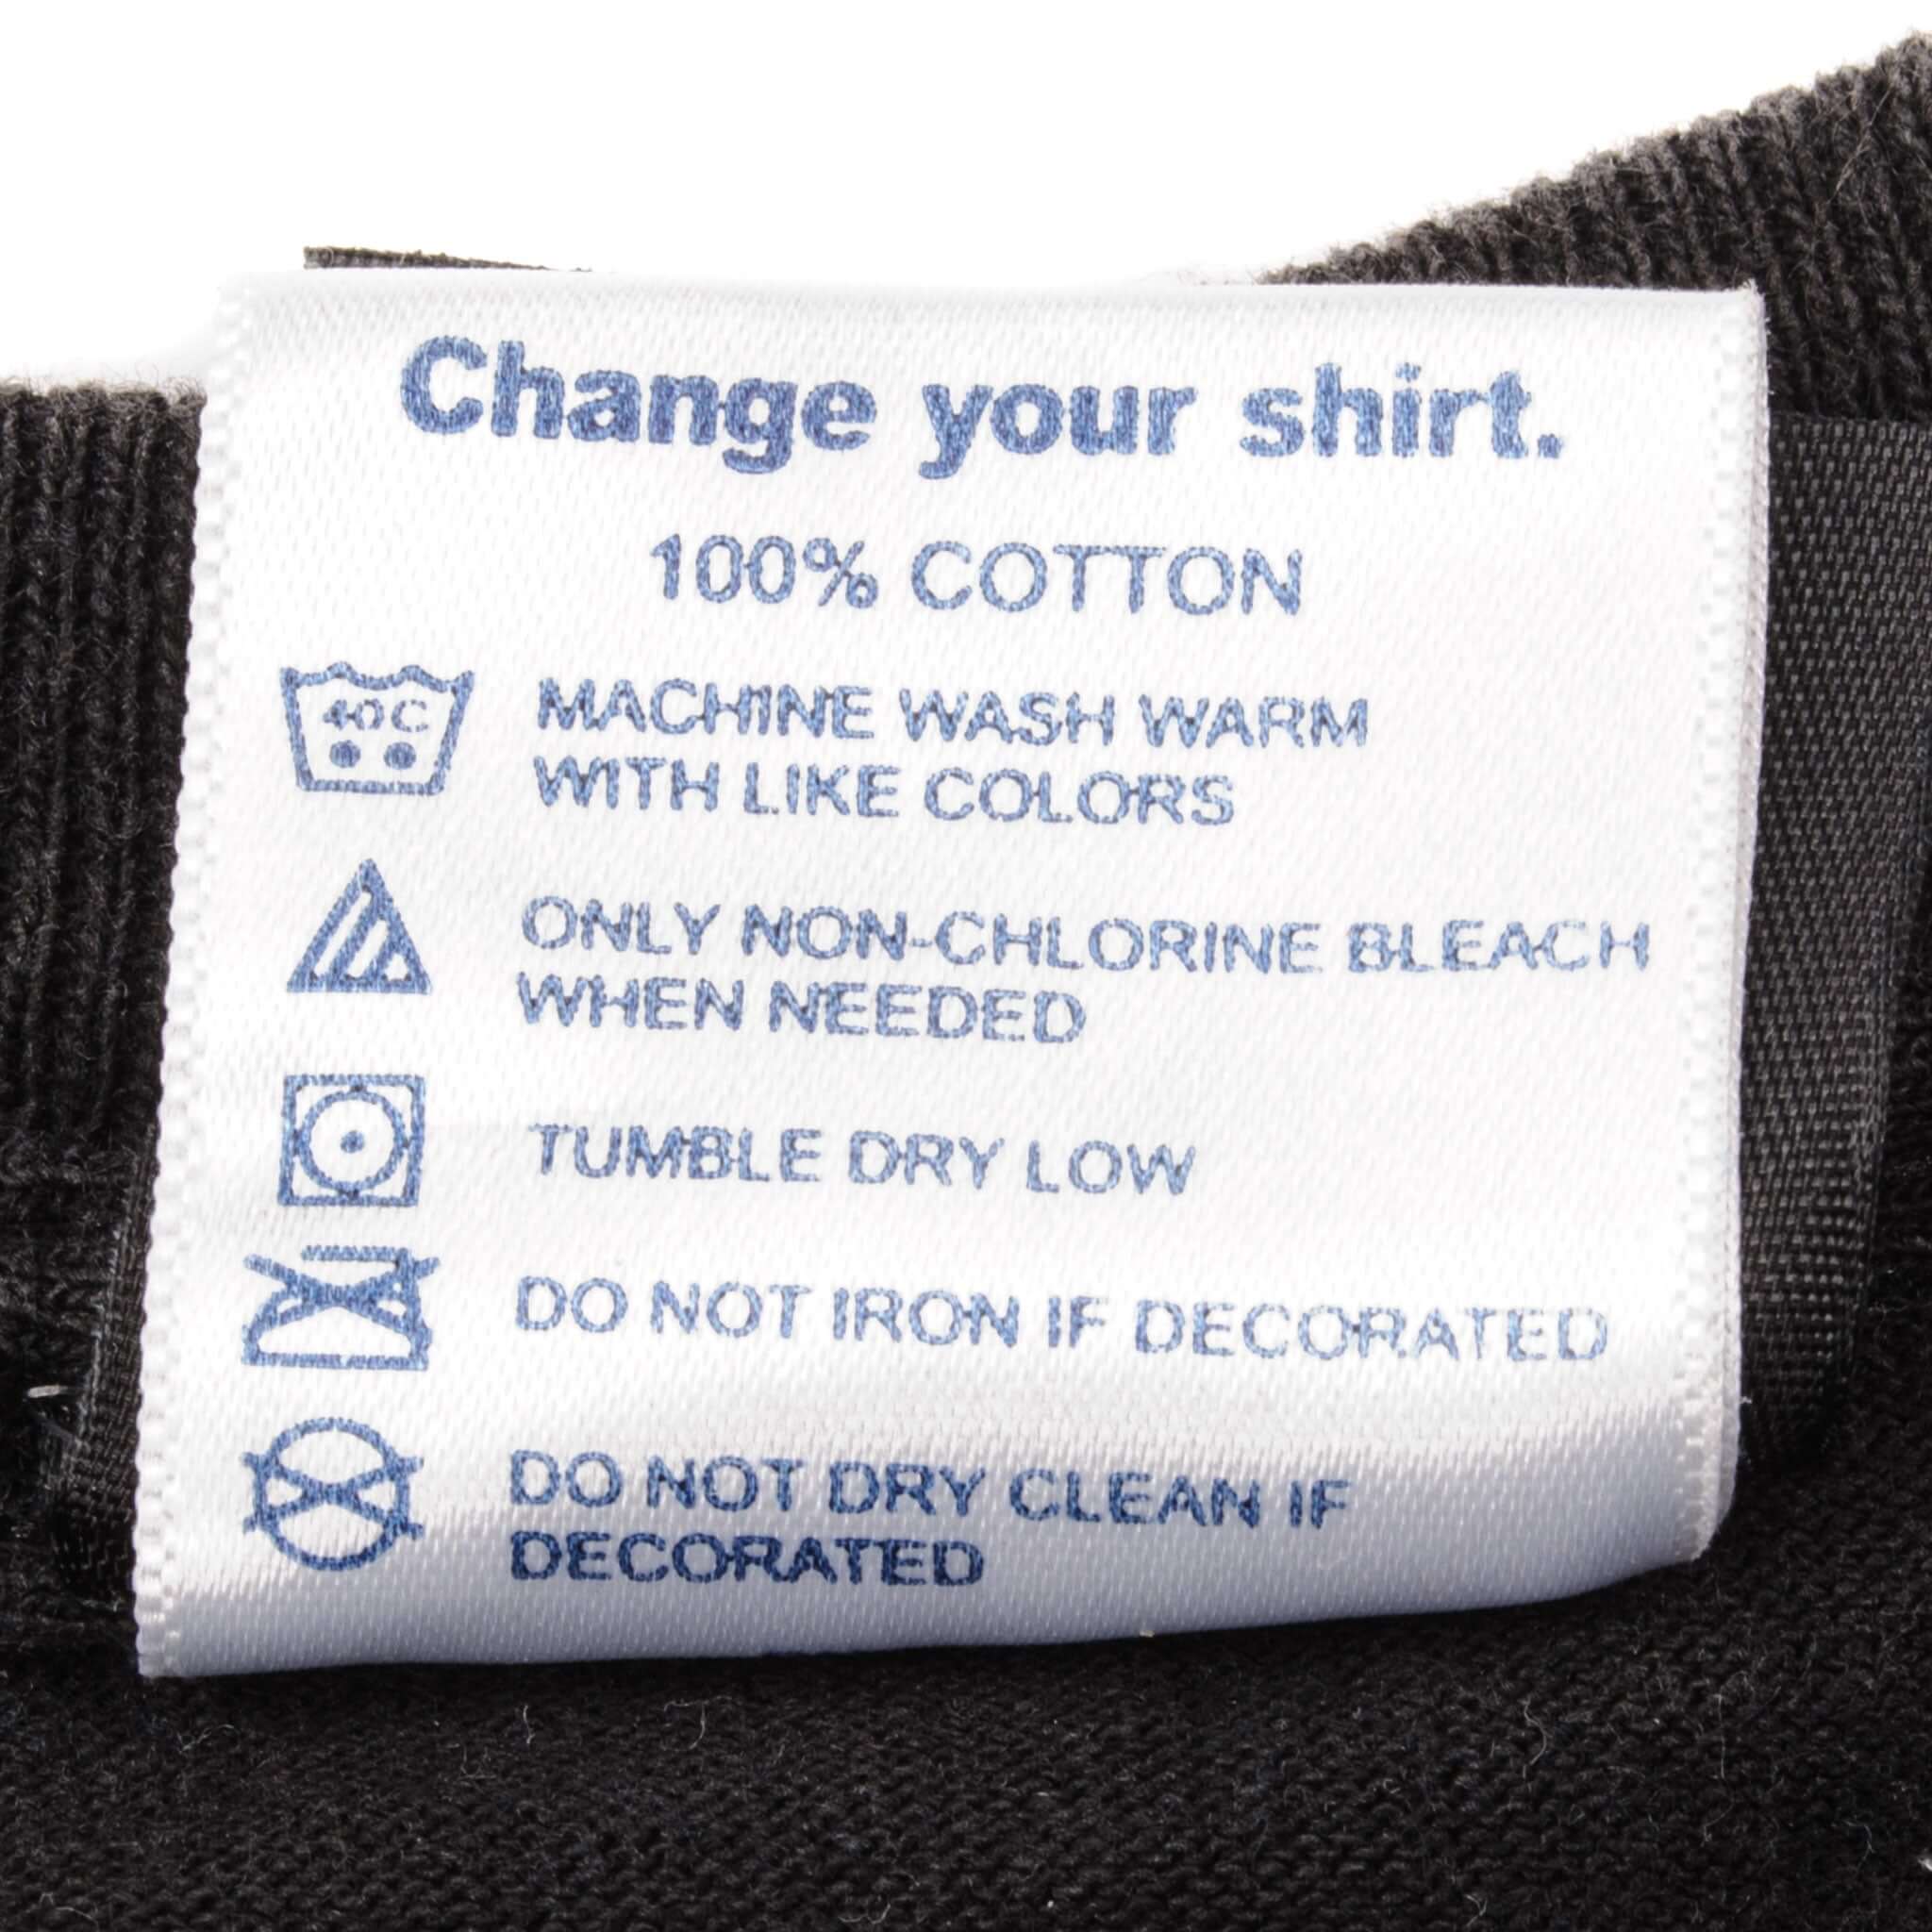 Change your shirt.
100% COTTON
40C
MACHINE WASH WARM
WITH LIKE COLORS
ONLY NON-CHLORINE BLEACH
WHEN NEEDED
TUMBLE DRY LOW
DO NOT IRON IF DECORATED
DO NOT DRY CLEAN IF
DECORATED